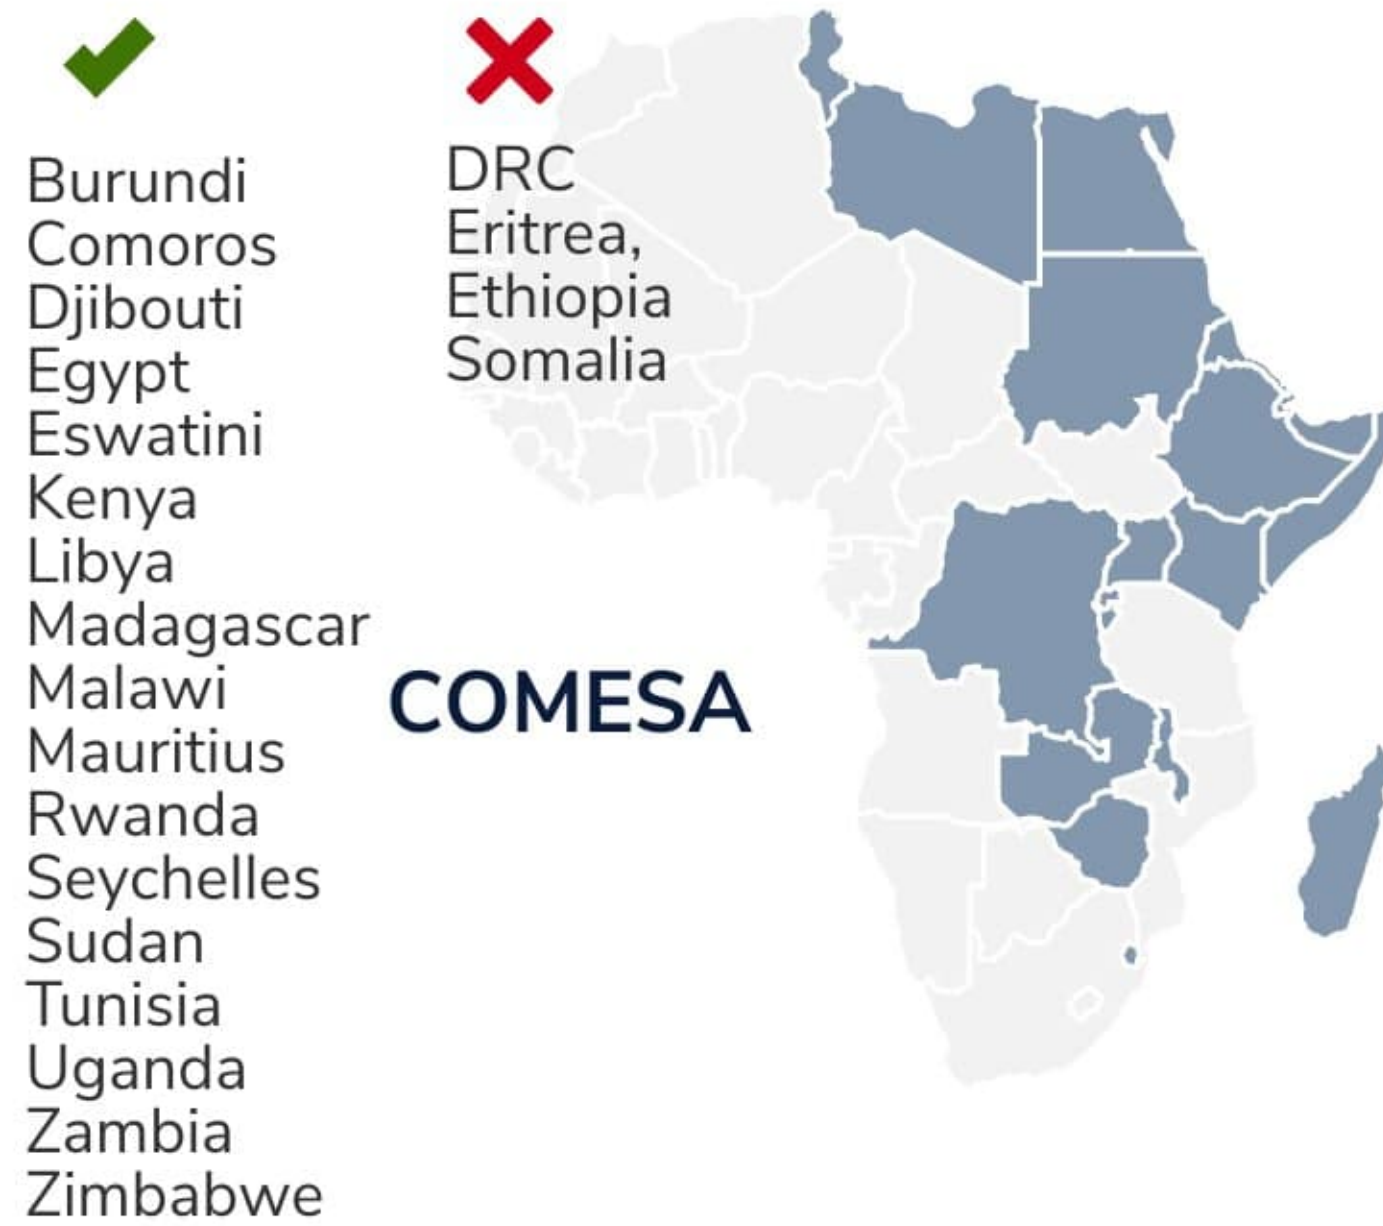 Burundi
Comoros
Djibouti
Egypt
Eswatini
Kenya
Libya
Madagascar
Malawi
Mauritius
Rwanda
Seychelles
Sudan
Tunisia
Uganda
Zambia
Zimbabwe
DRC
Eritrea,
Ethiopia
Somalia
COMESA